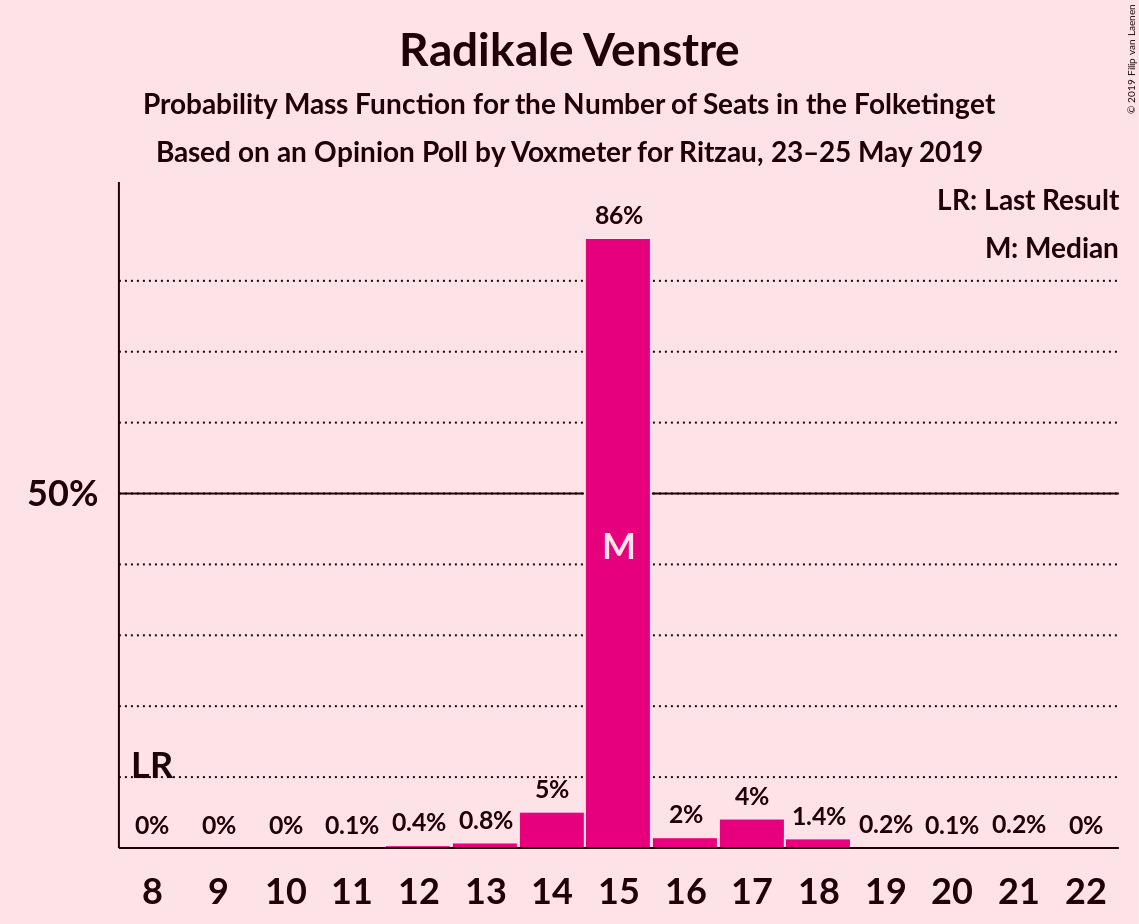 Radikale Venstre
Probability Mass Function for the Number of Seats in the Folketinget
Based on an Opinion Poll by Voxmeter for Ritzau, 23–25 May 2019
© 2019 Filip van Laenen
LR: Last Result
M: Median
86%
50%
M
LR
0% 0% 0% 0.1% 0.4% 0.8% 5% 2% 4% 1.4% 0.2% 0.1% 0.2% 0%
8 9 10 11 12 13 14 15 16 17 18 19 20 21 22